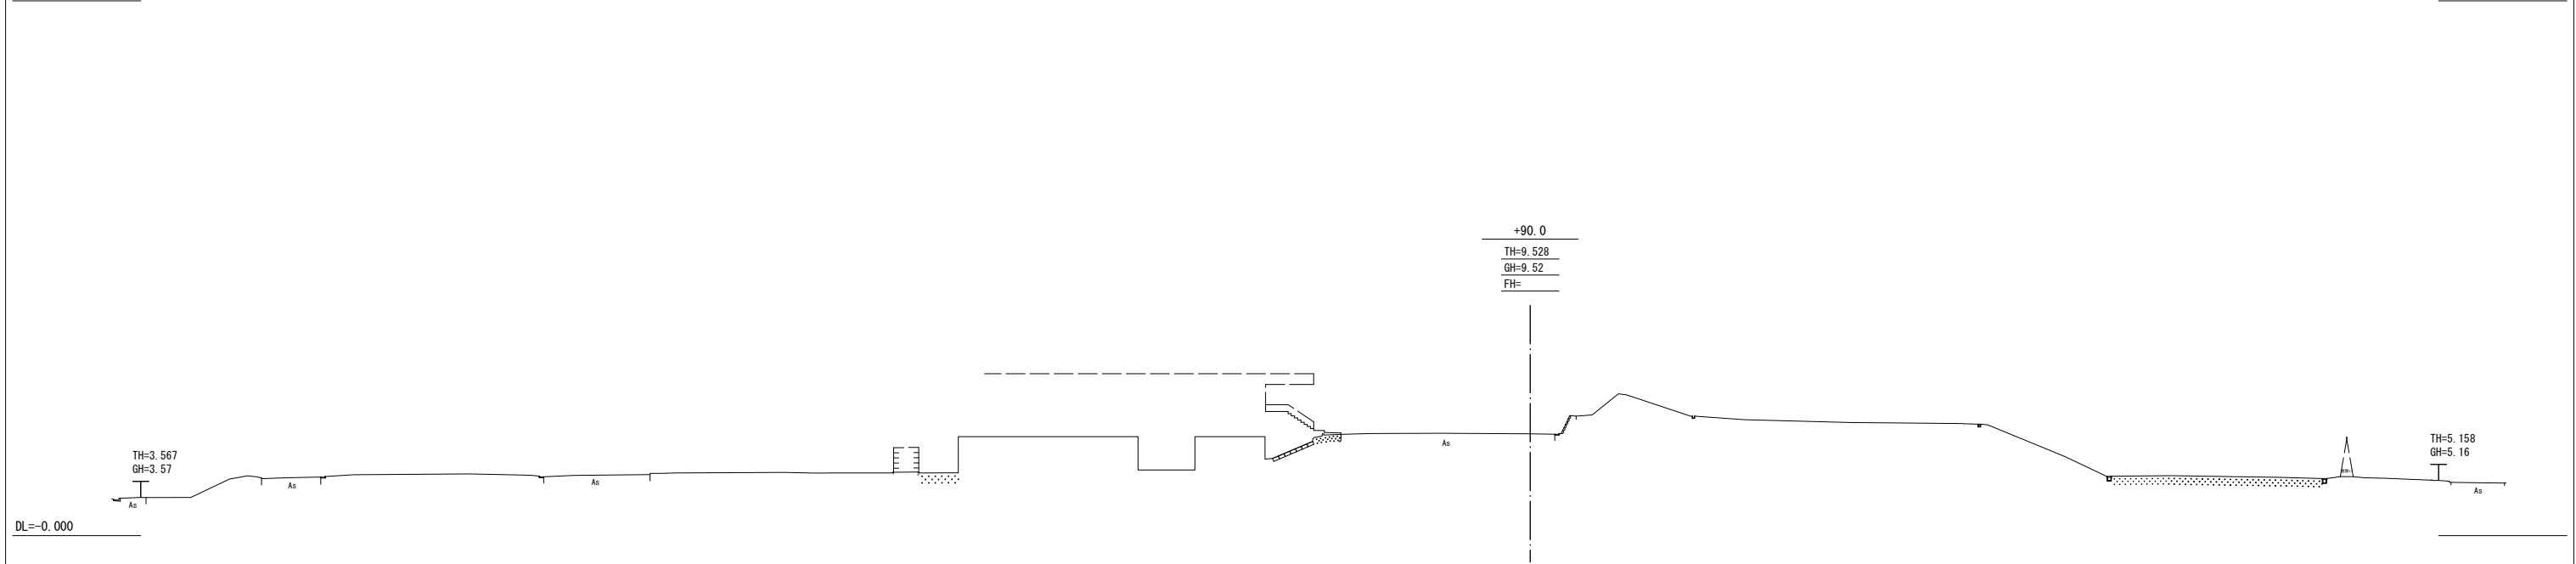 +90.0
TH=9.528
GH=9.52
FH=
TH=3.567
GH=3.57
TH=5.158
GH=5.16
As
As
As
As
As
DL=-0.000